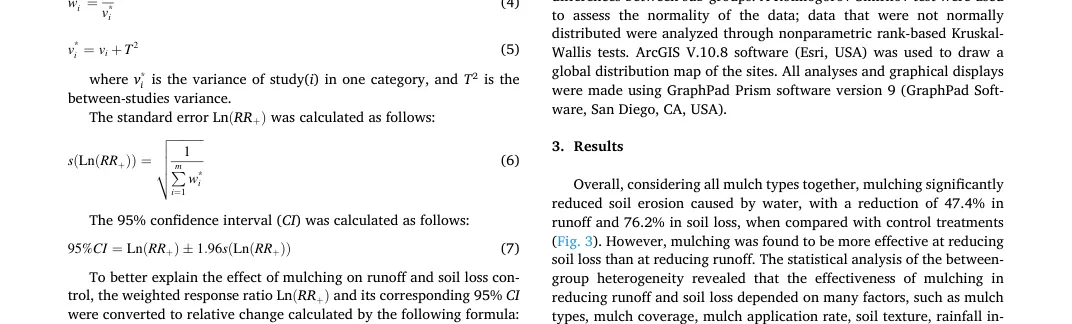 w*i = 1/v*i (4)
v*i = vi + T² (5)
where v*i is the variance of study(i) in one category, and T² is the
between-studies variance.
The standard error Ln(RR+) was calculated as follows:
s(Ln(RR+)) = √(1/∑ᵐi=1 w*i) (6)
The 95% confidence interval (CI) was calculated as follows:
95%CI = Ln(RR+) ± 1.96s(Ln(RR+)) (7)
To better explain the effect of mulching on runoff and soil loss con-
trol, the weighted response ratio Ln(RR+) and its corresponding 95% CI
were converted to relative change calculated by the following formula:
to assess the normality of the data; data that were not normally
distributed were analyzed through nonparametric rank-based Kruskal-
Wallis tests. ArcGIS V.10.8 software (Esri, USA) was used to draw a
global distribution map of the sites. All analyses and graphical displays
were made using GraphPad Prism software version 9 (GraphPad Soft-
ware, San Diego, CA, USA).
3. Results
Overall, considering all mulch types together, mulching significantly
reduced soil erosion caused by water, with a reduction of 47.4% in
runoff and 76.2% in soil loss, when compared with control treatments
(Fig. 3). However, mulching was found to be more effective at reducing
soil loss than at reducing runoff. The statistical analysis of the between-
group heterogeneity revealed that the effectiveness of mulching in
reducing runoff and soil loss depended on many factors, such as mulch
types, mulch coverage, mulch application rate, soil texture, rainfall in-